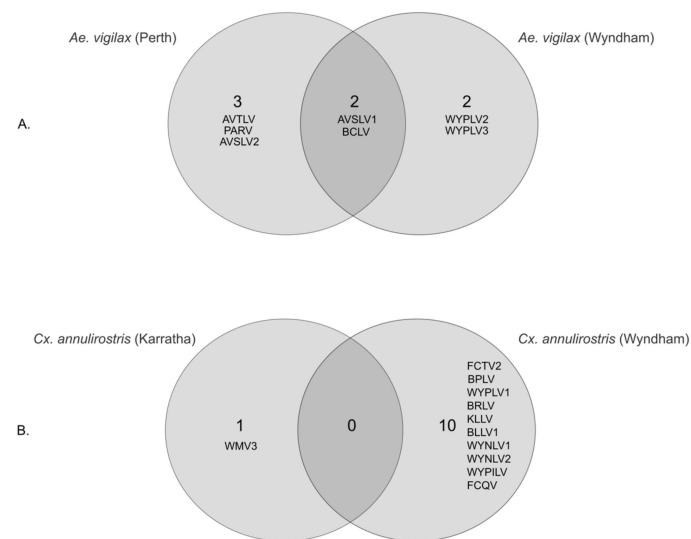 Ae. vigilax (Perth)
Ae. vigilax (Wyndham)
A.
3
AVTLV
PARV
AVSLV2
2
AVSLV1
BCLV
2
WYPLV2
WYPLV3
Cx. annulirostris (Karratha)
Cx. annulirostris (Wyndham)
B.
1
WMV3
0
10
FCTV2
BPLV
WYPLV1
BRLV
KLLV
BLLV1
WYNLV1
WYNLV2
WYPILV
FCQV